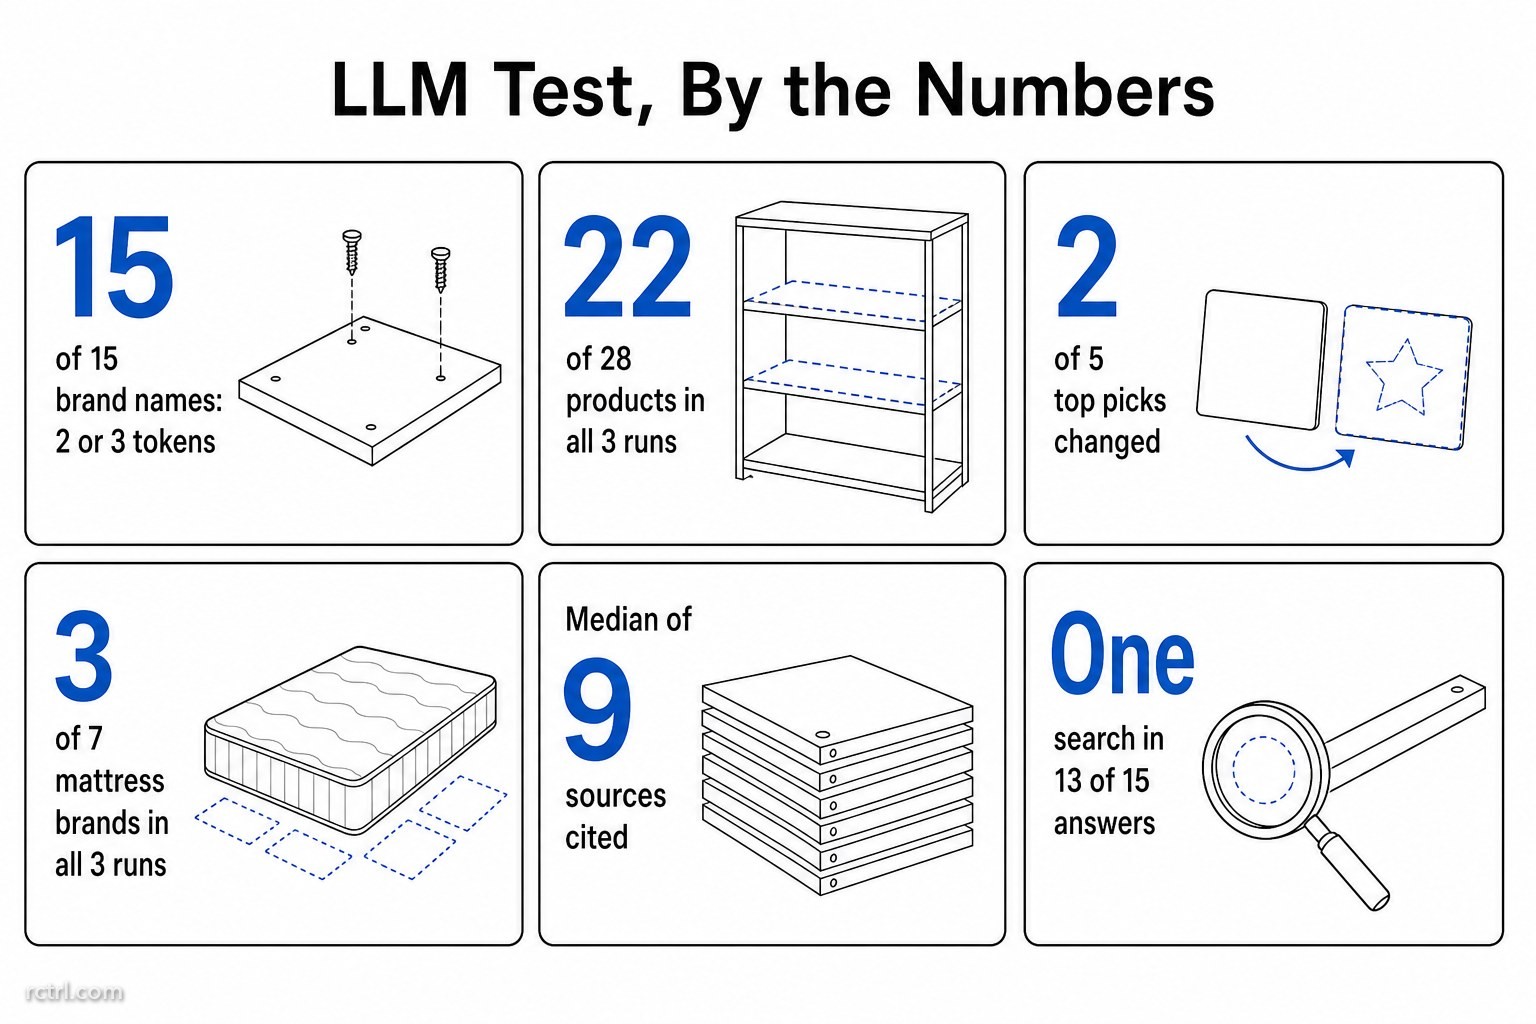 LLM Test, By the Numbers
15
of 15
brand names:
2 or 3 tokens
22
of 28
products in
all 3 runs
2
of 5
top picks
changed
3
of 7
mattress
brands in
all 3 runs
Median of
9
sources
cited
One
search in
13 of 15
answers
rctrl.com